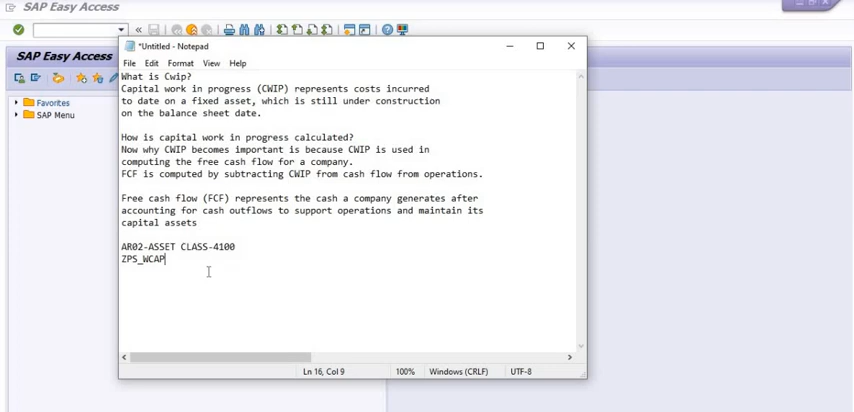 SAP Easy Access
SAP Easy Access
Favorites
SAP Menu
*Untitled - Notepad
File Edit Format View Help
What is Cwip?
Capital work in progress (CWIP) represents costs incurred
to date on a fixed asset, which is still under construction
on the balance sheet date.
How is capital work in progress calculated?
Now why CWIP becomes important is because CWIP is used in
computing the free cash flow for a company.
FCF is computed by subtracting CWIP from cash flow from operations.
Free cash flow (FCF) represents the cash a company generates after
accounting for cash outflows to support operations and maintain its
capital assets
AR02-ASSET CLASS-4100
ZPS_WCAP
Ln 16, Col 9 100% Windows (CRLF) UTF-8